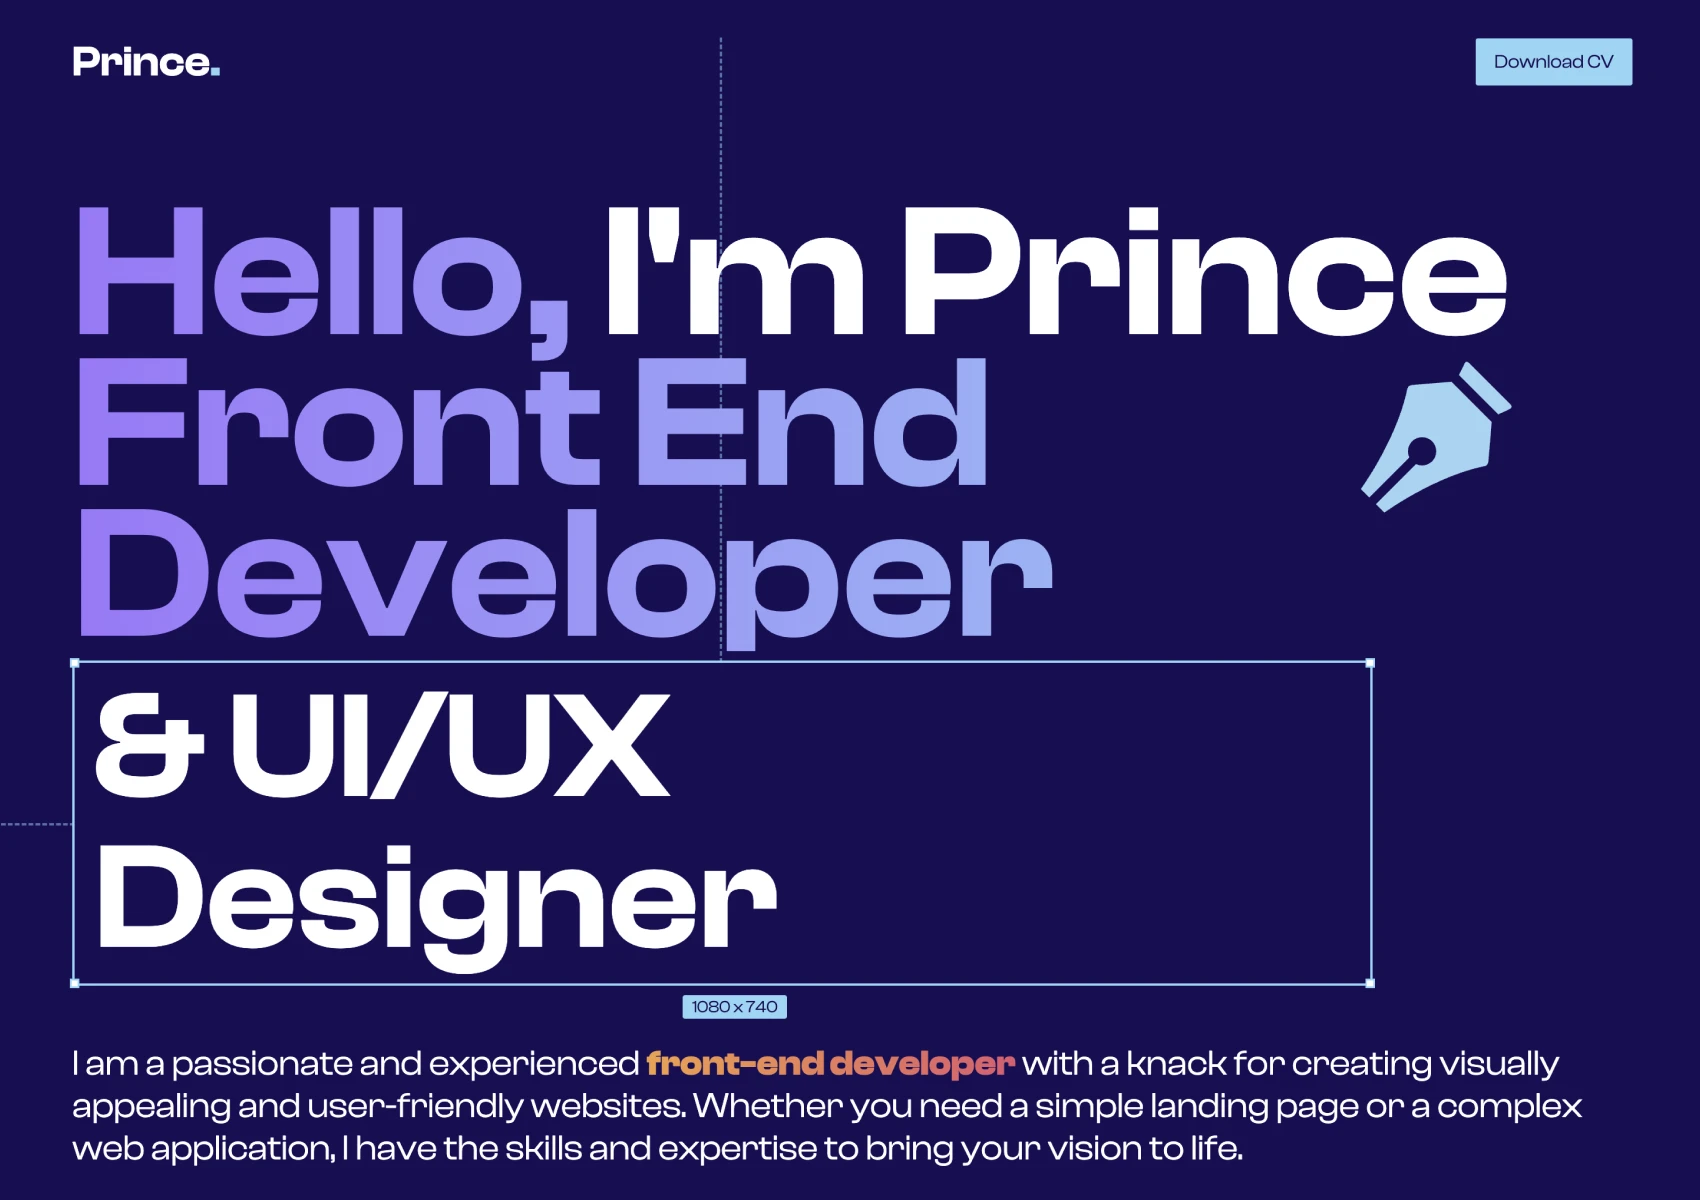 Prince.
Download CV
Hello, I'm Prince
Front End
Developer
& UI/UX
Designer
1080 x 740
I am a passionate and experienced front-end developer with a knack for creating visually
appealing and user-friendly websites. Whether you need a simple landing page or a complex
web application, I have the skills and expertise to bring your vision to life.